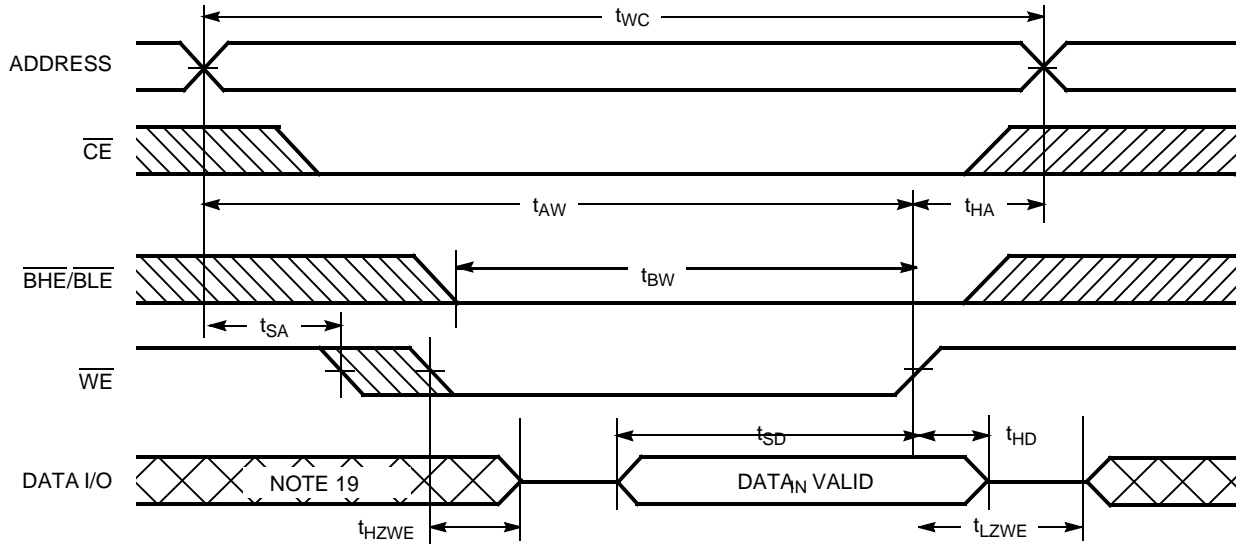 tWC
ADDRESS
CE
tAW
tHA
BHE/BLE
tBW
tSA
WE
tSD
tHD
DATA I/O
NOTE 19
DATAIN VALID
tHZWE
tLZWE